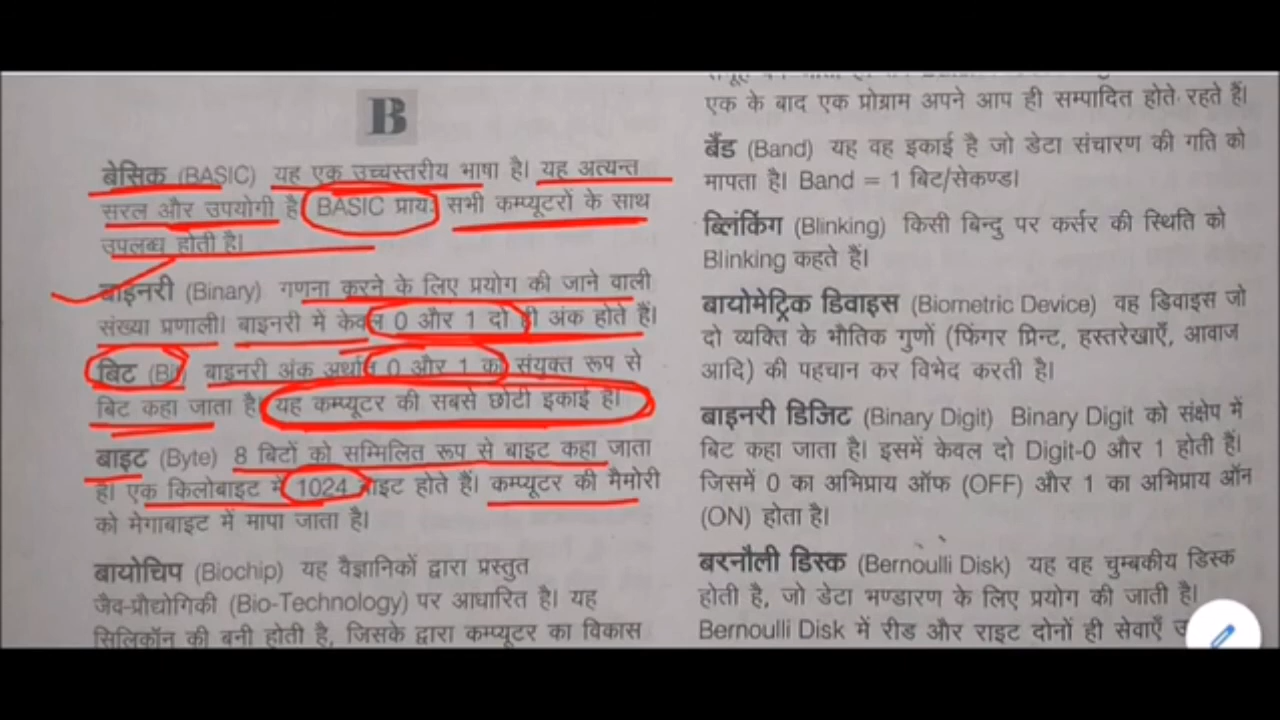 B
बेसिक (BASIC) यह एक उच्चस्तरीय भाषा है। यह अत्यन्त
सरल और उपयोगी है। BASIC प्रायः सभी कम्प्यूटरों के साथ
उपलब्ध होती है।
बाइनरी (Binary) गणना करने के लिए प्रयोग की जाने वाली
संख्या प्रणाली। बाइनरी में केवल 0 और 1 दो ही अंक होते हैं।
बिट (Bit) बाइनरी अंक अर्थात 0 और 1 को संयुक्त रूप से
बिट कहा जाता है। यह कम्प्यूटर की सबसे छोटी इकाई है।
बाइट (Byte) 8 बिटों को सम्मिलित रूप से बाइट कहा जाता
है। एक किलोबाइट में 1024 बाइट होते हैं। कम्प्यूटर की मैमोरी
को मेगाबाइट में मापा जाता है।
बायोचिप (Biochip) यह वैज्ञानिकों द्वारा प्रस्तुत
जैव-प्रौद्योगिकी (Bio-Technology) पर आधारित है। यह
सिलिकॉन की बनी होती है, जिसके द्वारा कम्प्यूटर का विकास
एक के बाद एक प्रोग्राम अपने आप ही सम्पादित होते रहते हैं।
बैंड (Band) यह वह इकाई है जो डेटा संचारण की गति को
मापता है। Band = 1 बिट/सेकण्ड।
ब्लिंकिंग (Blinking) किसी बिन्दु पर कर्सर की स्थिति को
Blinking कहते हैं।
बायोमेट्रिक डिवाइस (Biometric Device) वह डिवाइस जो
दो व्यक्ति के भौतिक गुणों (फिंगर प्रिन्ट, हस्तरेखाएँ, आवाज
आदि) की पहचान कर विभेद करती है।
बाइनरी डिजिट (Binary Digit) Binary Digit को संक्षेप में
बिट कहा जाता है। इसमें केवल दो Digit-0 और 1 होती हैं।
जिसमें 0 का अभिप्राय ऑफ (OFF) और 1 का अभिप्राय ऑन
(ON) होता है।
बरनौली डिस्क (Bernoulli Disk) यह वह चुम्बकीय डिस्क
होती है, जो डेटा भण्डारण के लिए प्रयोग की जाती है।
Bernoulli Disk में रीड और राइट दोनों ही सेवाएँ